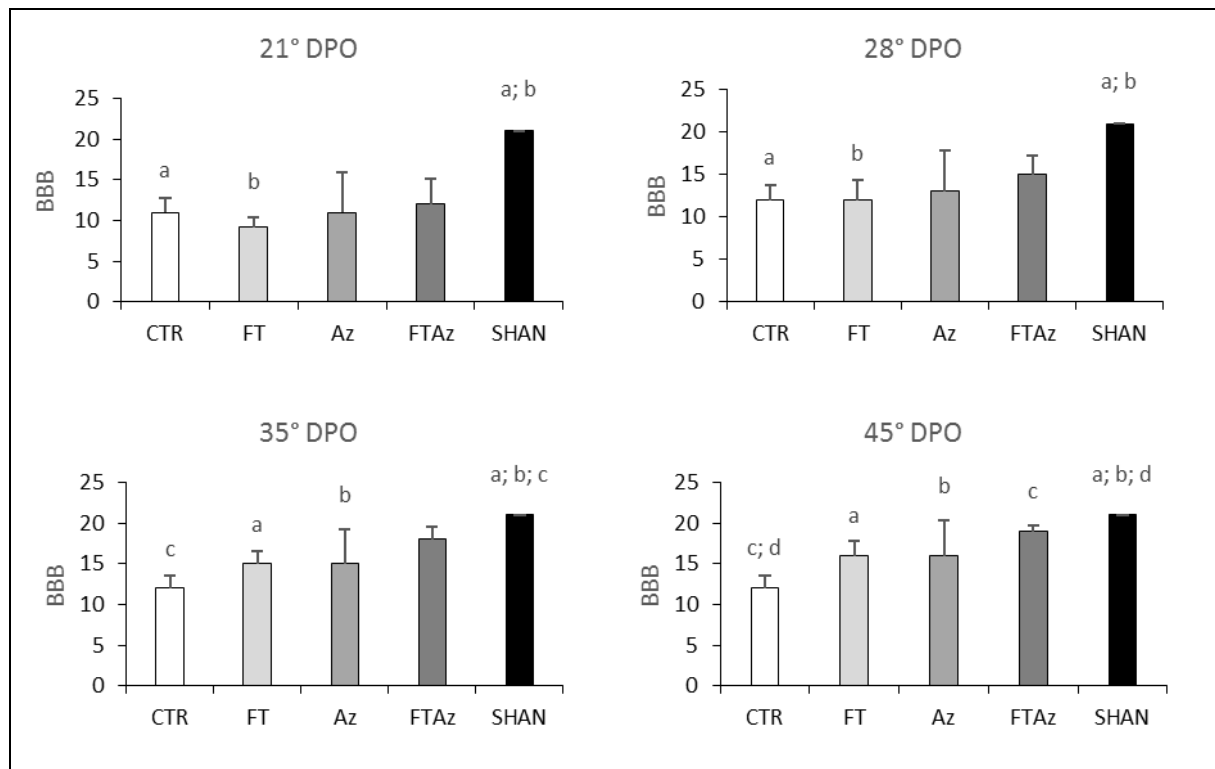 21° DPO
a; b
25
20
15
10
5
0
BBB
a
b
CTR FT Az FTAz SHAN
28° DPO
a; b
25
20
15
10
5
0
BBB
a
b
CTR FT Az FTAz SHAN
35° DPO
a; b; c
25
20
15
10
5
0
BBB
c
a
b
CTR FT Az FTAz SHAN
45° DPO
a; b; d
25
20
15
10
5
0
BBB
c; d
a
b
c
CTR FT Az FTAz SHAN